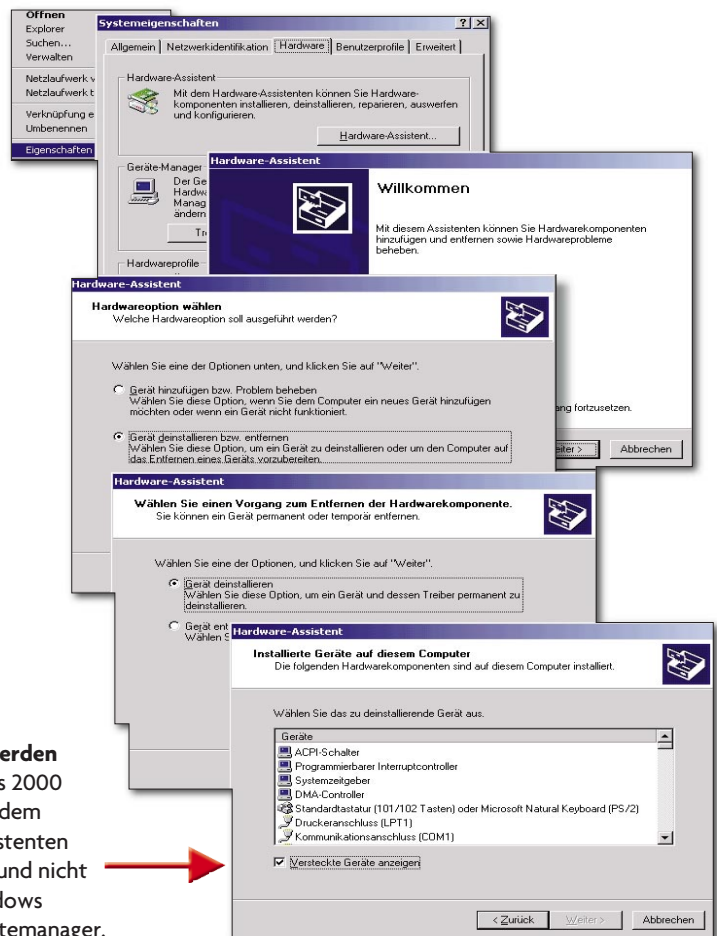 Öffnen
Explorer
Suchen...
Verwalten
Netzlaufwerk
Netzlaufwerk
Verknüpfung
Umbenennen
Eigenschaften
Systemeigenschaften
Allgemein Netzwerkidentifikation Hardware Benutzerprofile Erweitert
Hardware-Assistent
Mit dem Hardware-Assistenten können Sie Hardware-
komponenten installieren, deinstallieren, reparieren, auswerfen
und konfigurieren.
Hardware-Assistent...
Geräte-Manager
Der
Hardwareprofile
Hardware-Assistent
Willkommen
Mit diesem Assistenten können Sie Hardwarekomponenten
hinzufügen und entfernen sowie Hardwareprobleme
beheben.
fortzusetzen.
Abbrechen
Hardware-Assistent
Hardwareoption wählen
Welche Hardwareoption soll ausgeführt werden?
Wählen Sie eine der Optionen unten, und klicken Sie auf "Weiter".
Gerät hinzufügen bzw. Problem beheben
Wählen Sie diese Option, wenn Sie dem Computer ein neues Gerät hinzufügen
möchten oder wenn ein Gerät nicht funktioniert.
Gerät deinstallieren bzw. entfernen
Wählen Sie diese Option, um ein Gerät zu deinstallieren oder um den Computer auf
das Entfernen eines Geräts vorzubereiten.
Hardware-Assistent
Wählen Sie einen Vorgang zum Entfernen der Hardwarekomponente.
Sie können ein Gerät permanent oder temporär entfernen.
Wählen Sie eine der Optionen, und klicken Sie auf "Weiter".
Gerät deinstallieren
Wählen Sie diese Option, um ein Gerät und dessen Treiber permanent zu
deinstallieren.
Gerät
Wählen
Hardware-Assistent
Installierte Geräte auf diesem Computer
Die folgenden Hardwarekomponenten sind auf diesem Computer installiert.
Wählen Sie das zu deinstallierende Gerät aus.
Geräte
ACPI-Schalter
Programmierbarer Interruptcontroller
Systemzeitgeber
DMA-Controller
Standardtastatur (101/102 Tasten) oder Microsoft Natural Keyboard (PS/2)
Druckeranschluss (LPT1)
Kommunikationsanschluss (COM1)
Versteckte Geräte anzeigen
< Zurück Weiter > Abbrechen
2000
dem
und nicht